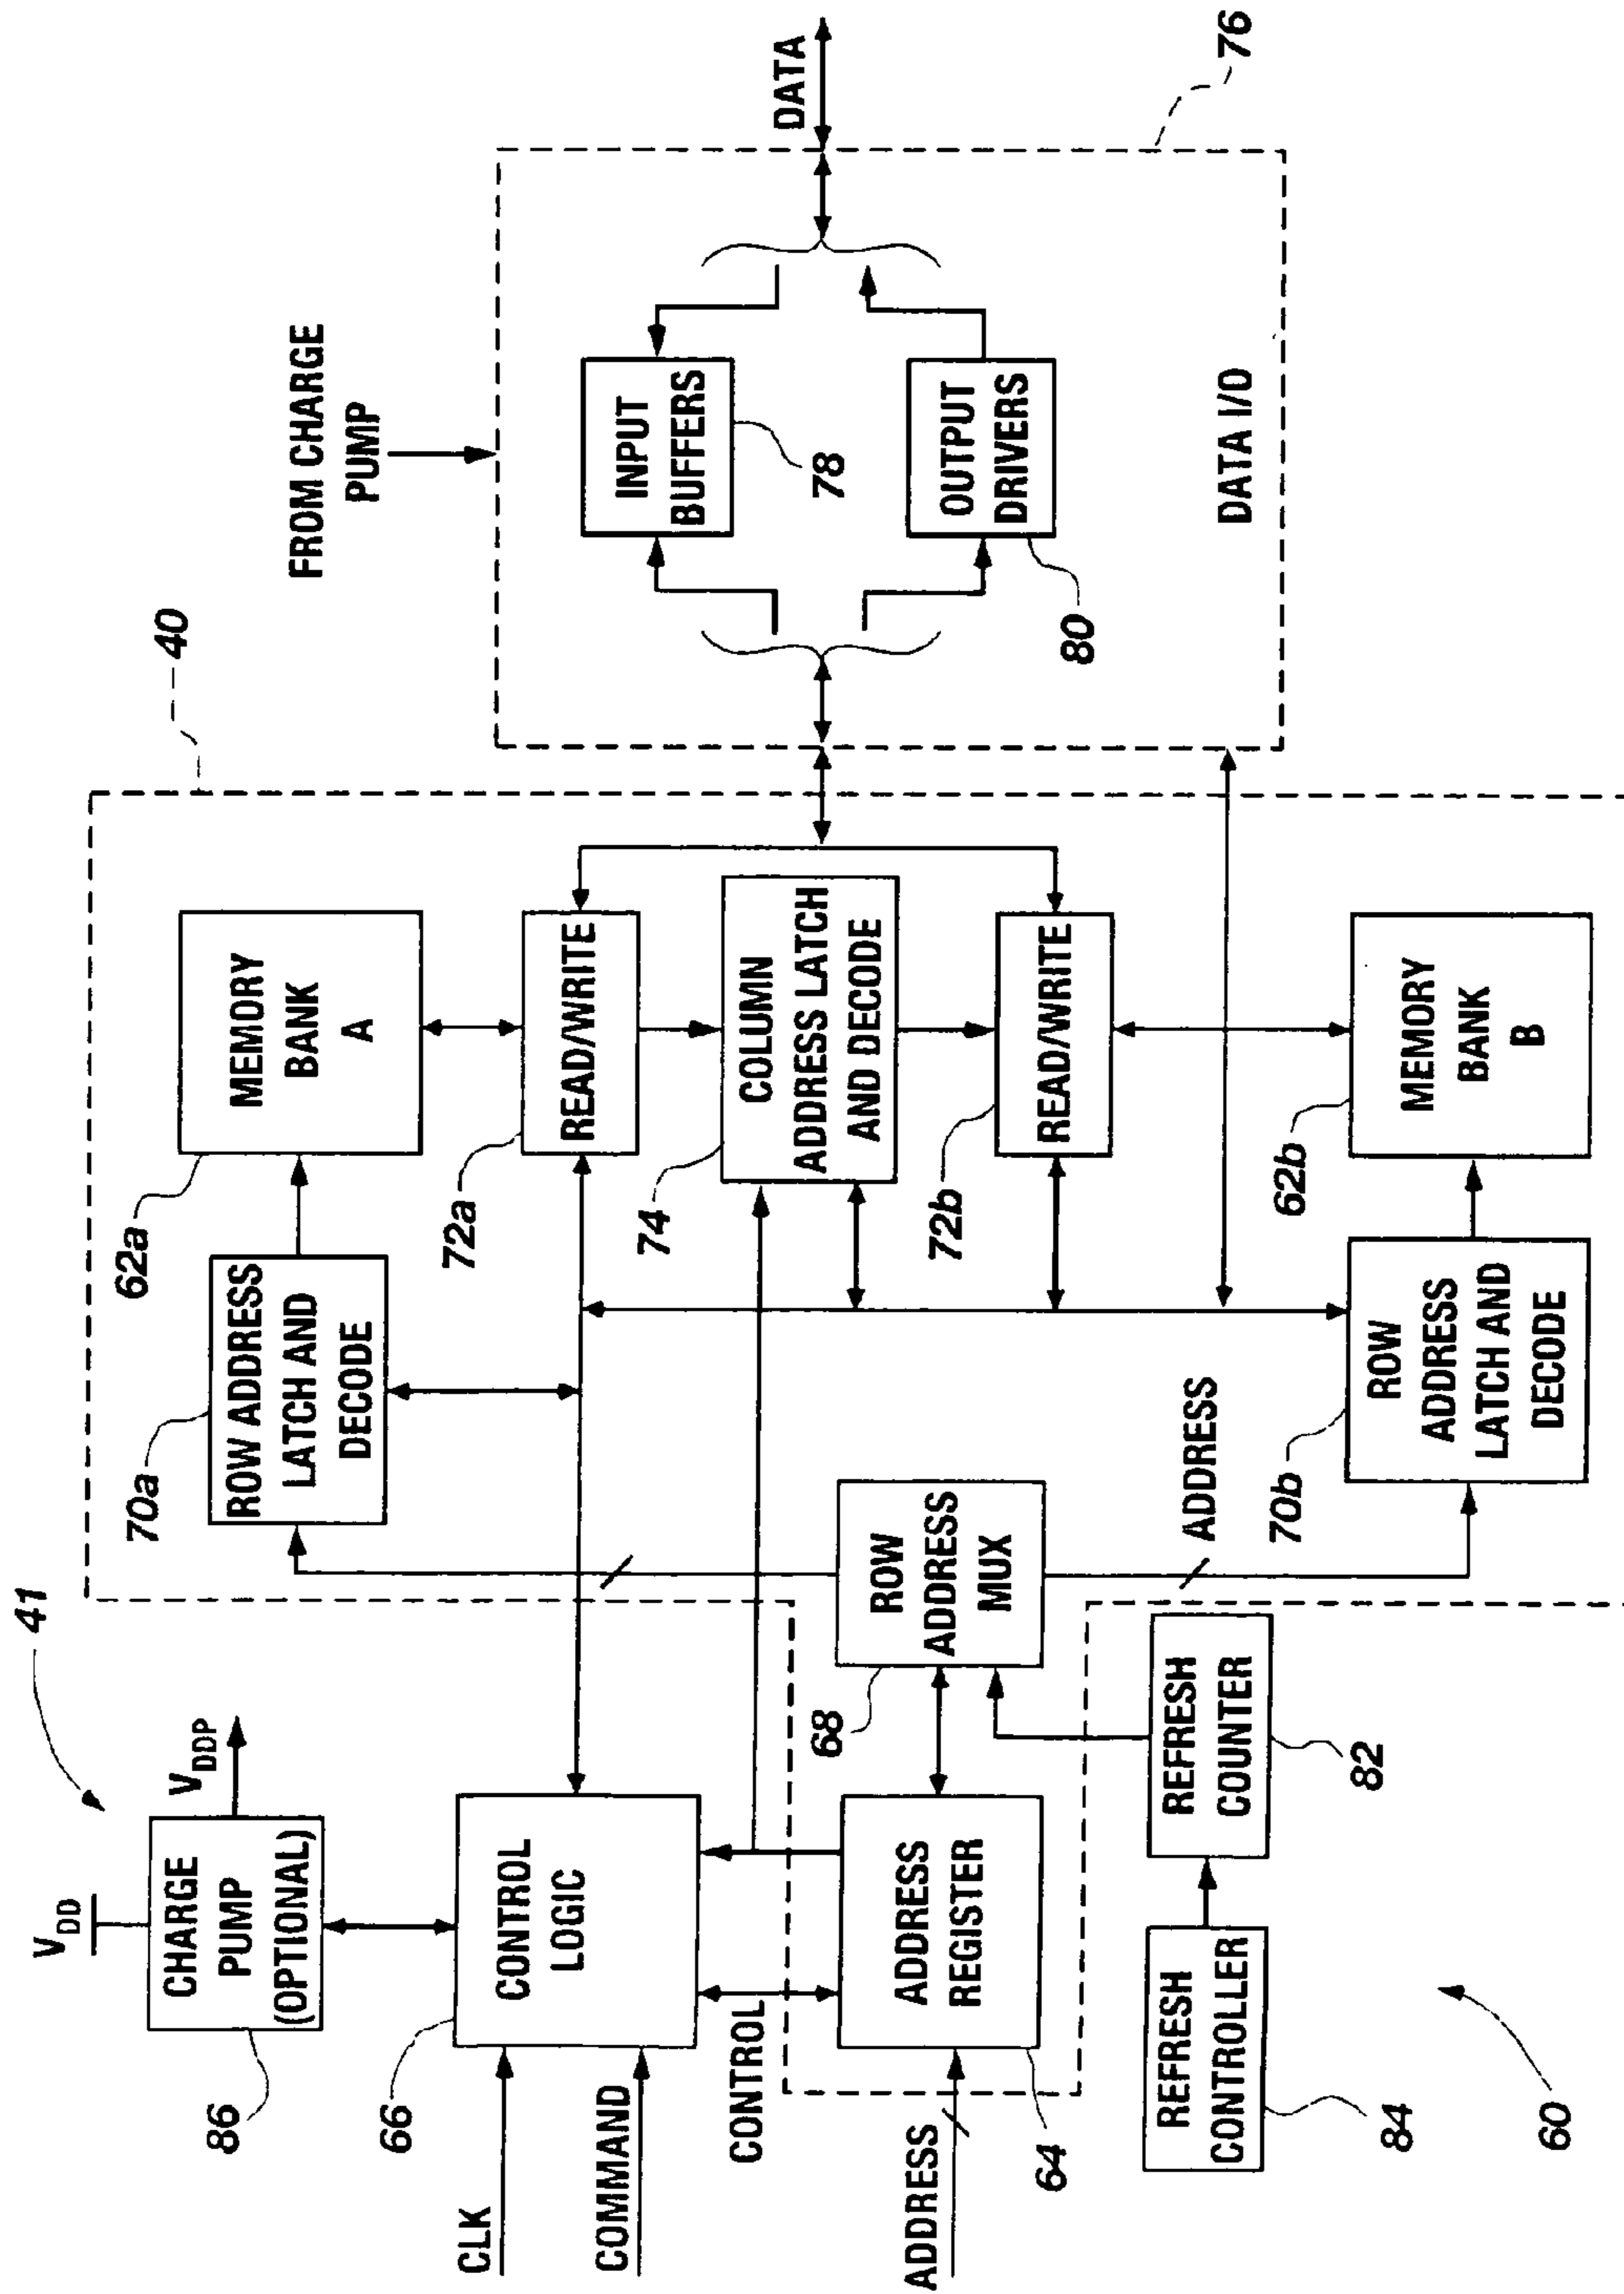 41
V_DD
CHARGE
PUMP
(OPTIONAL)
V_DDP
86
CLK
COMMAND
CONTROL
LOGIC
66
CONTROL
ADDRESS
ADDRESS
REGISTER
64
REFRESH
CONTROLLER
84
REFRESH
COUNTER
82
60
ROW
ADDRESS
MUX
68
ADDRESS
40
ROW ADDRESS
LATCH AND
DECODE
70a
MEMORY
BANK
A
62a
READ/WRITE
72a
COLUMN
ADDRESS LATCH
AND DECODE
74
READ/WRITE
72b
ROW
ADDRESS
LATCH AND
DECODE
70b
MEMORY
BANK
B
62b
FROM CHARGE
PUMP
INPUT
BUFFERS
78
OUTPUT
DRIVERS
80
DATA I/O
DATA
76